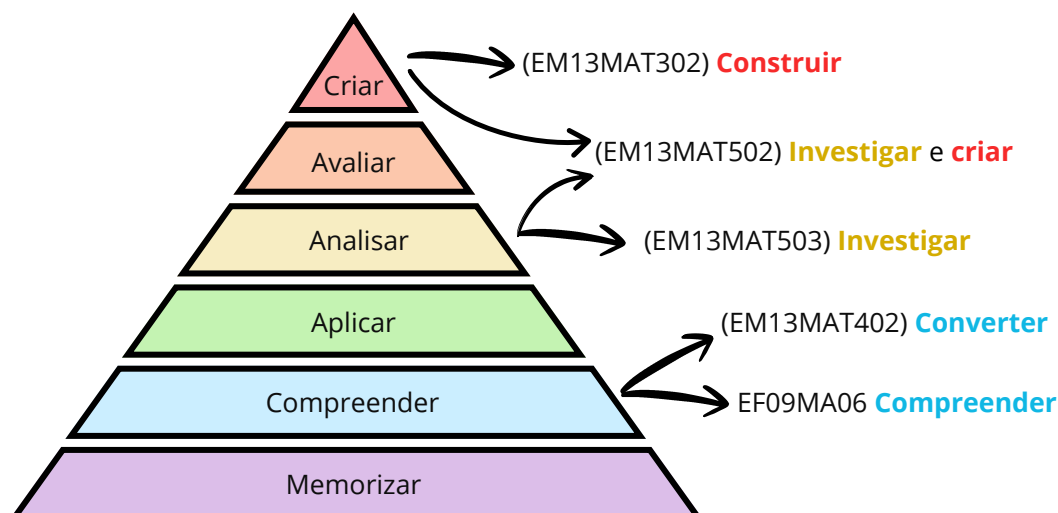 Criar
(EM13MAT302) Construir
Avaliar
(EM13MAT502) Investigar e criar
Analisar
(EM13MAT503) Investigar
Aplicar
(EM13MAT402) Converter
Compreender
EF09MA06 Compreender
Memorizar